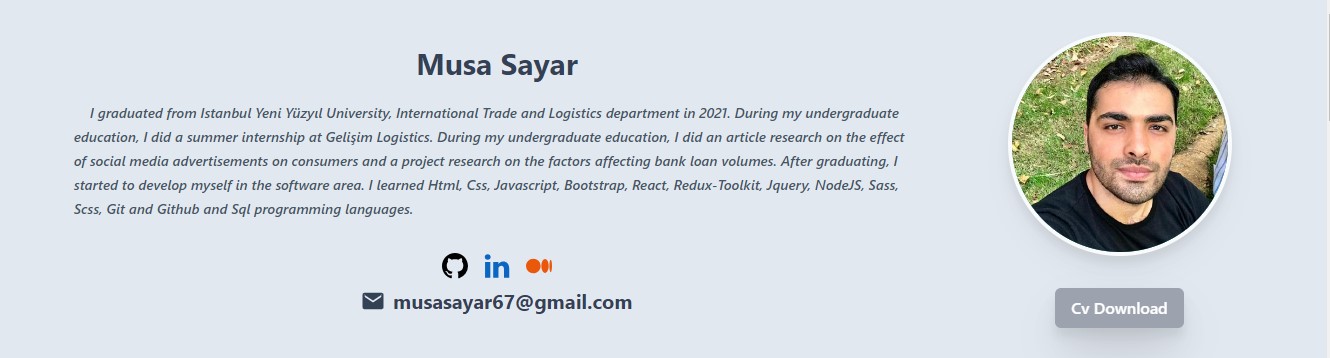 Musa Sayar
I graduated from Istanbul Yeni Yüzyıl University, International Trade and Logistics department in 2021. During my undergraduate
education, I did a summer internship at Gelişim Logistics. During my undergraduate education, I did an article research on the effect
of social media advertisements on consumers and a project research on the factors affecting bank loan volumes. After graduating, I
started to develop myself in the software area. I learned Html, Css, Javascript, Bootstrap, React, Redux-Toolkit, Jquery, NodeJS, Sass,
Scss, Git and Github and Sql programming languages.
in
musasayar67@gmail.com
Cv Download